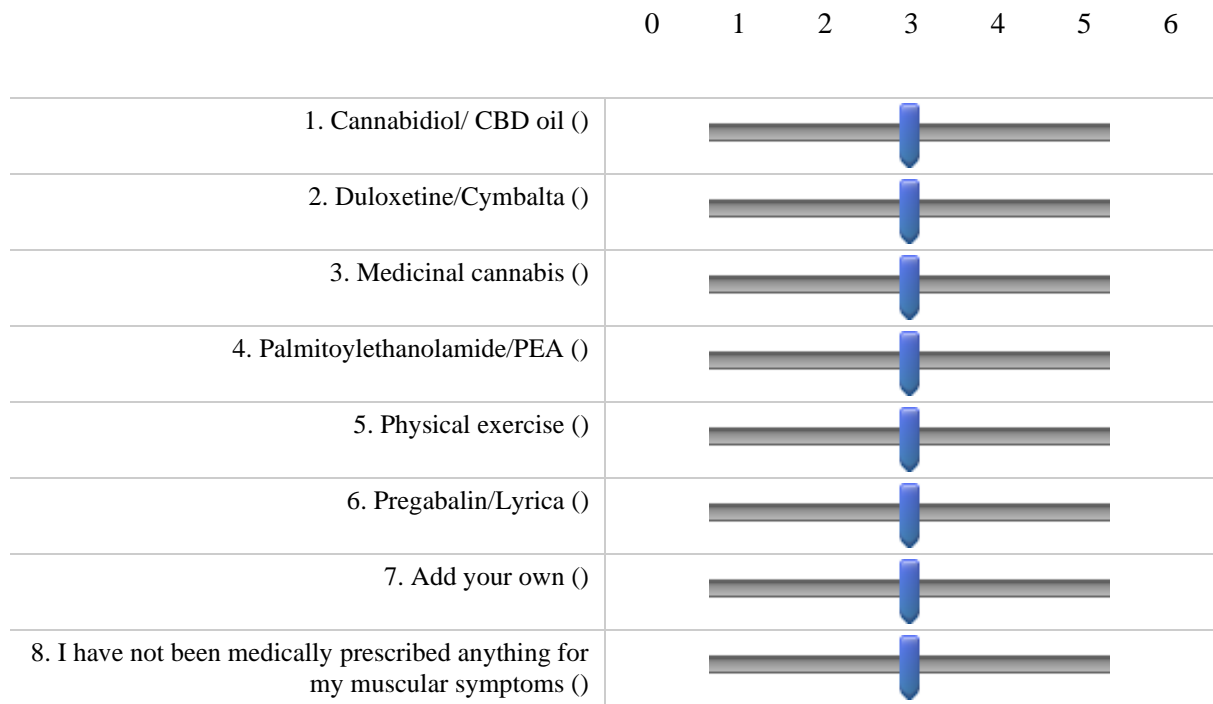 0 1 2 3 4 5 6
1. Cannabidiol/ CBD oil ()
2. Duloxetine/Cymbalta ()
3. Medicinal cannabis ()
4. Palmitoylethanolamide/PEA ()
5. Physical exercise ()
6. Pregabalin/Lyrica ()
7. Add your own ()
8. I have not been medically prescribed anything for
my muscular symptoms ()